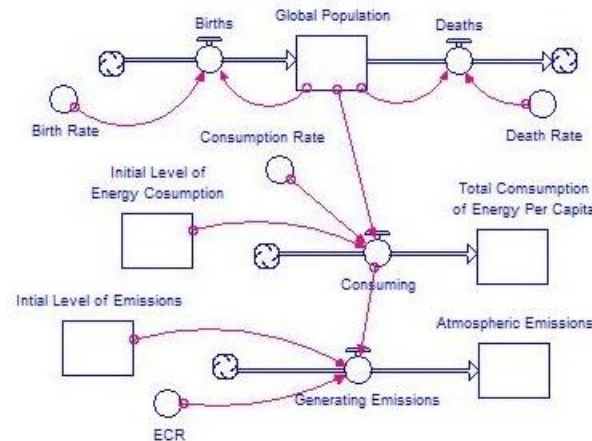 Births
Global Population
Deaths
Birth Rate
Consumption Rate
Death Rate
Initial Level of
Energy Cosumption
Total Comsumption
of Energy Per Capita
Consuming
Intial Level of Emissions
Atmospheric Emissions
Generating Emissions
ECR